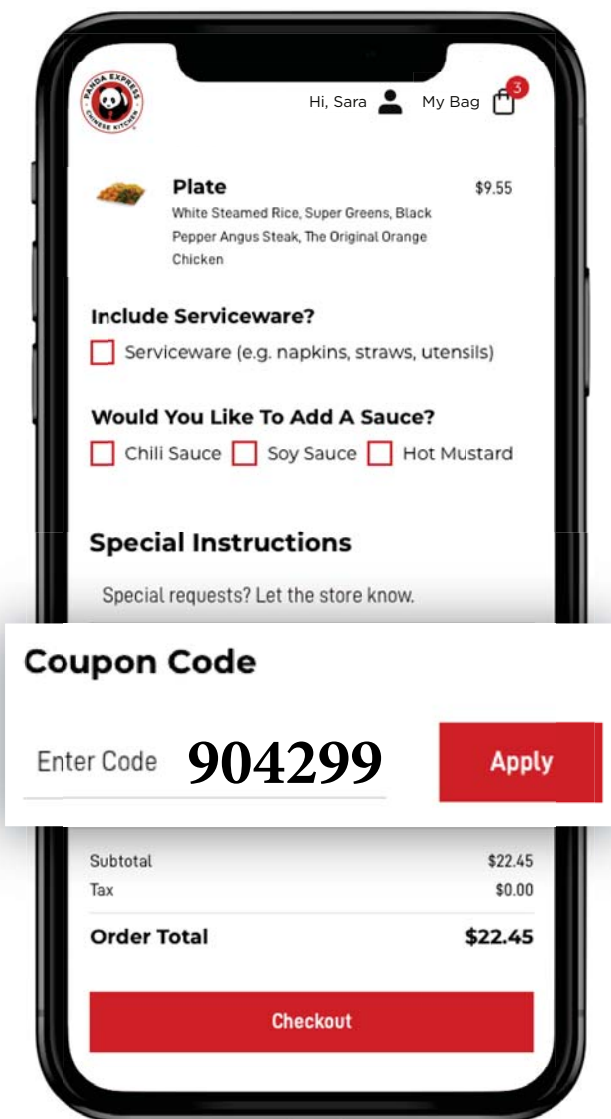 PANDA EXPRESS
CHINESE KITCHEN
Hi, Sara My Bag 3
Plate $9.55
White Steamed Rice, Super Greens, Black
Pepper Angus Steak, The Original Orange
Chicken
Include Serviceware?
Serviceware (e.g. napkins, straws, utensils)
Would You Like To Add A Sauce?
Chili Sauce Soy Sauce Hot Mustard
Special Instructions
Special requests? Let the store know.
Coupon Code
Enter Code 904299 Apply
Subtotal $22.45
Tax $0.00
Order Total $22.45
Checkout